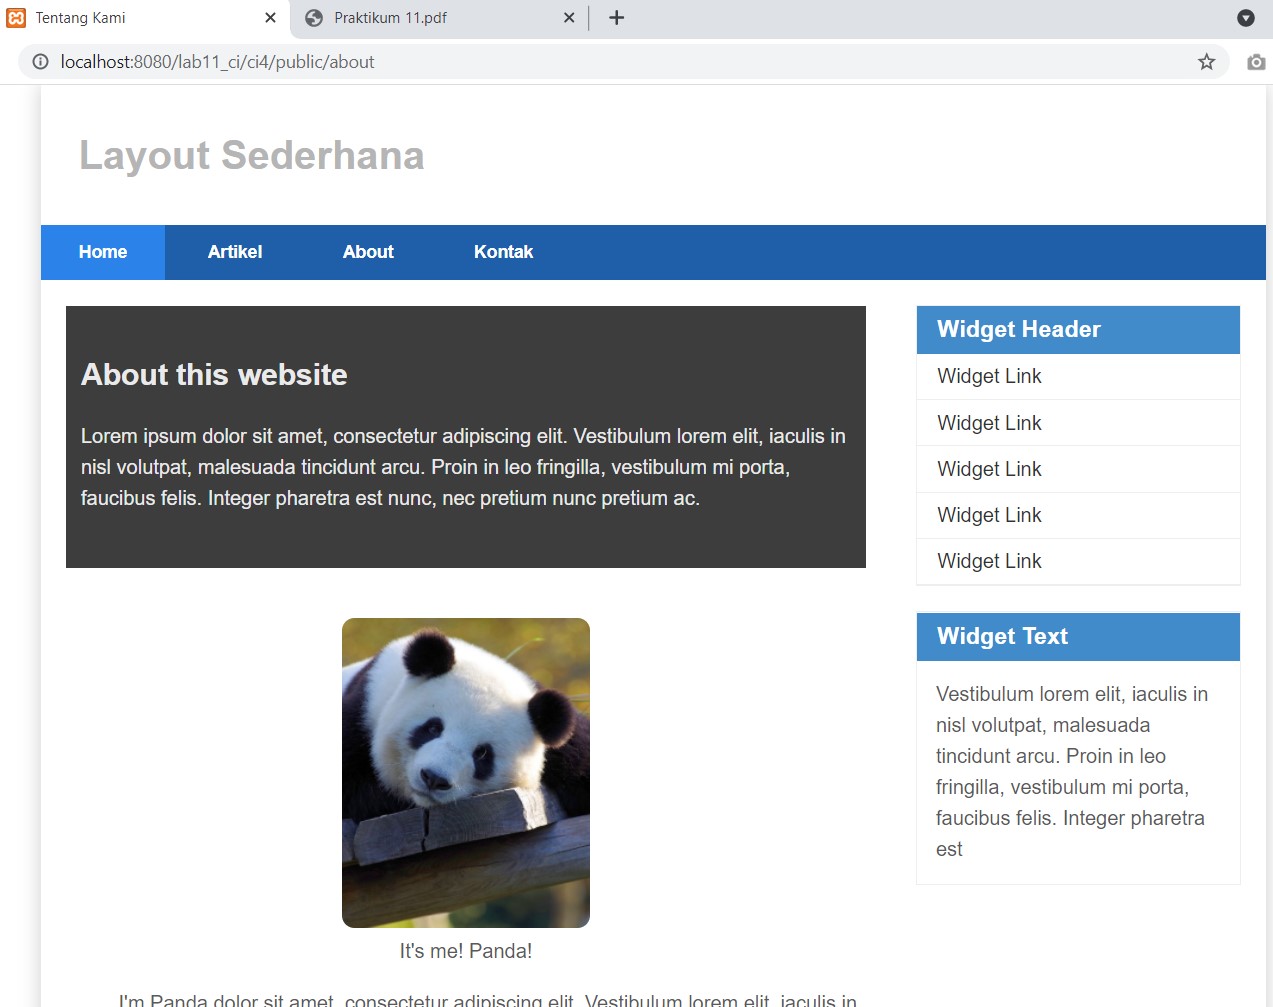 Tentang Kami
Praktikum 11.pdf
localhost:8080/lab11_ci/ci4/public/about
Layout Sederhana
Home
Artikel
About
Kontak
About this website
Lorem ipsum dolor sit amet, consectetur adipiscing elit. Vestibulum lorem elit, iaculis in
nisl volutpat, malesuada tincidunt arcu. Proin in leo fringilla, vestibulum mi porta,
faucibus felis. Integer pharetra est nunc, nec pretium nunc pretium ac.
It's me! Panda!
I'm Panda dolor sit amet, consectetur adipiscing elit. Vestibulum lorem elit, iaculis in
Widget Header
Widget Link
Widget Link
Widget Link
Widget Link
Widget Link
Widget Text
Vestibulum lorem elit, iaculis in
nisl volutpat, malesuada
tincidunt arcu. Proin in leo
fringilla, vestibulum mi porta,
faucibus felis. Integer pharetra
est